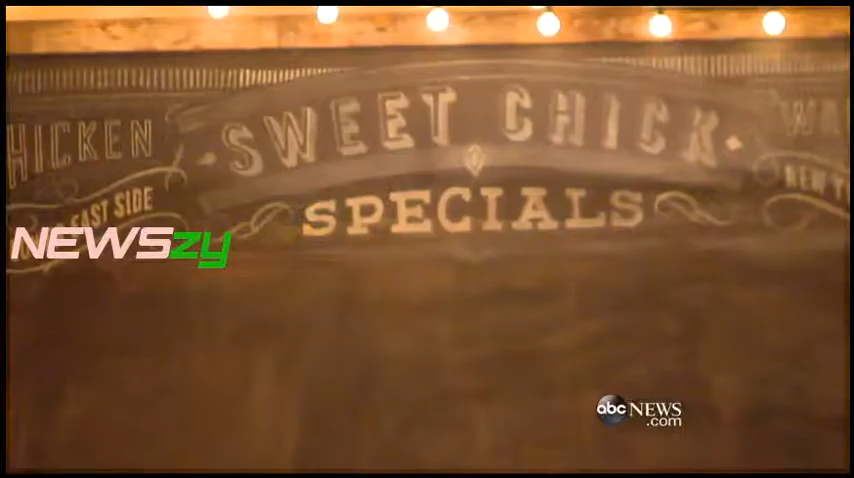 SWEET CHICK
HICKEN
SPECIALS
EAST SIDE
NEWSzy
abc NEWS
.com